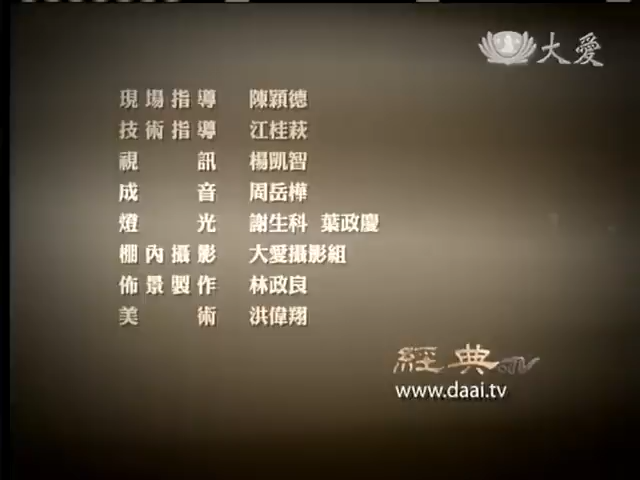 大愛
現場指導 陳穎德
技術指導 江桂萩
視訊 楊凱智
成音 周岳樺
燈光 謝生科 葉政慶
棚內攝影 大愛攝影組
佈景製作 林政良
美術 洪偉翔
經典.TV
www.daai.tv